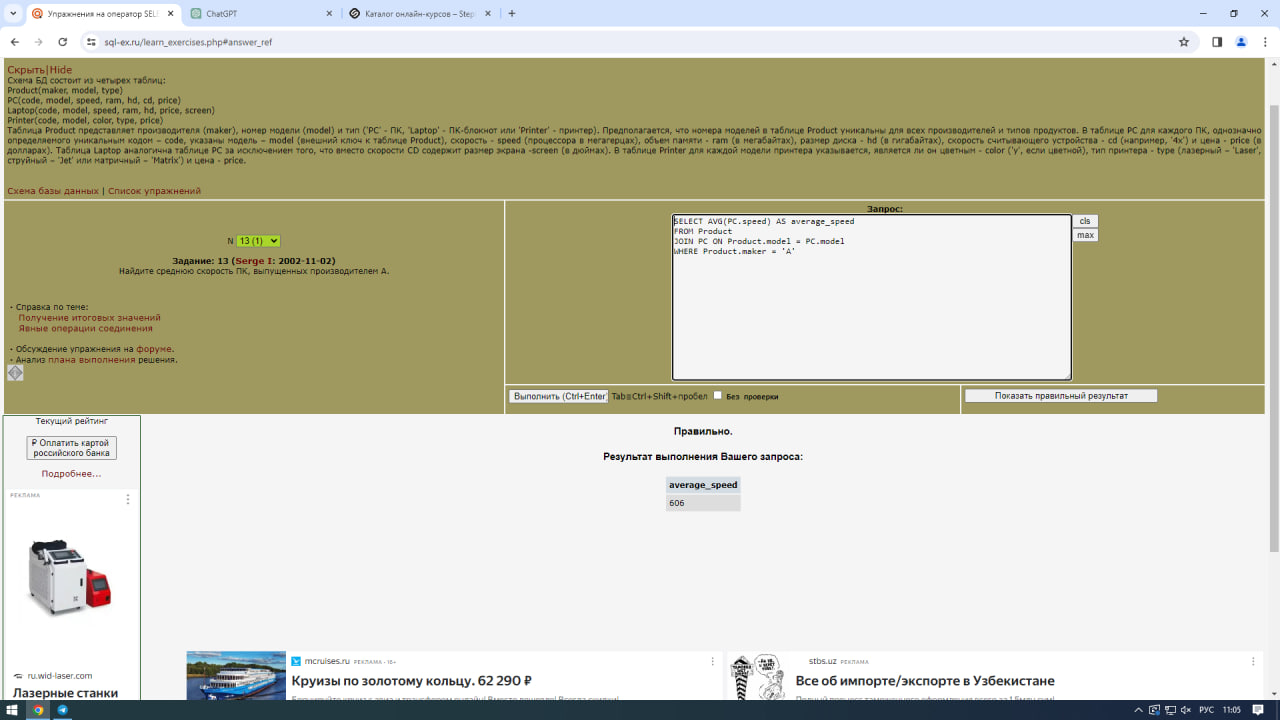 Упражнения на оператор SELE
ChatGPT
Каталог онлайн-курсов – Step
sql-ex.ru/learn_exercises.php#answer_ref
Скрыть|Hide
Схема БД состоит из четырех таблиц:
Product(maker, model, type)
PC(code, model, speed, ram, hd, cd, price)
Laptop(code, model, speed, ram, hd, price, screen)
Printer(code, model, color, type, price)
Таблица Product представляет производителя (maker), номер модели (model) и тип ('PC' - ПК, 'Laptop' - ПК-блокнот или 'Printer' - принтер). Предполагается, что номера моделей в таблице Product уникальны для всех производителей и типов продуктов. В таблице PC для каждого ПК, однозначно
определяемого уникальным кодом – code, указаны модель – model (внешний ключ к таблице Product), скорость - speed (процессора в мегагерцах), объем памяти - ram (в мегабайтах), размер диска - hd (в гигабайтах), скорость считывающего устройства - cd (например, '4x') и цена - price (в
долларах). Таблица Laptop аналогична таблице РС за исключением того, что вместо скорости CD содержит размер экрана -screen (в дюймах). В таблице Printer для каждой модели принтера указывается, является ли он цветным - color ('y', если цветной), тип принтера - type (лазерный – 'Laser',
струйный – 'Jet' или матричный – 'Matrix') и цена - price.
Схема базы данных | Список упражнений
Запрос:
N 13 (1)
Задание: 13 (Serge I: 2002-11-02)
Найдите среднюю скорость ПК, выпущенных производителем A.
· Справка по теме:
Получение итоговых значений
Явные операции соединения
· Обсуждение упражнения на форуме.
· Анализ плана выполнения решения.
SELECT AVG(PC.speed) AS average_speed
FROM Product
JOIN PC ON Product.model = PC.model
WHERE Product.maker = 'A'
cls
max
Выполнить (Ctrl+Enter) Tab≡Ctrl+Shift+пробел Без проверки
Показать правильный результат
Текущий рейтинг
₽ Оплатить картой
российского банка
Подробнее...
РЕКЛАМА
ru.wid-laser.com
Лазерные станки
Правильно.
Результат выполнения Вашего запроса:
average_speed
606
mcruises.ru РЕКЛАМА • 16+
Круизы по золотому кольцу. 62 290 ₽
stbs.uz РЕКЛАМА
Все об импорте/экспорте в Узбекистане
РУС 11:05